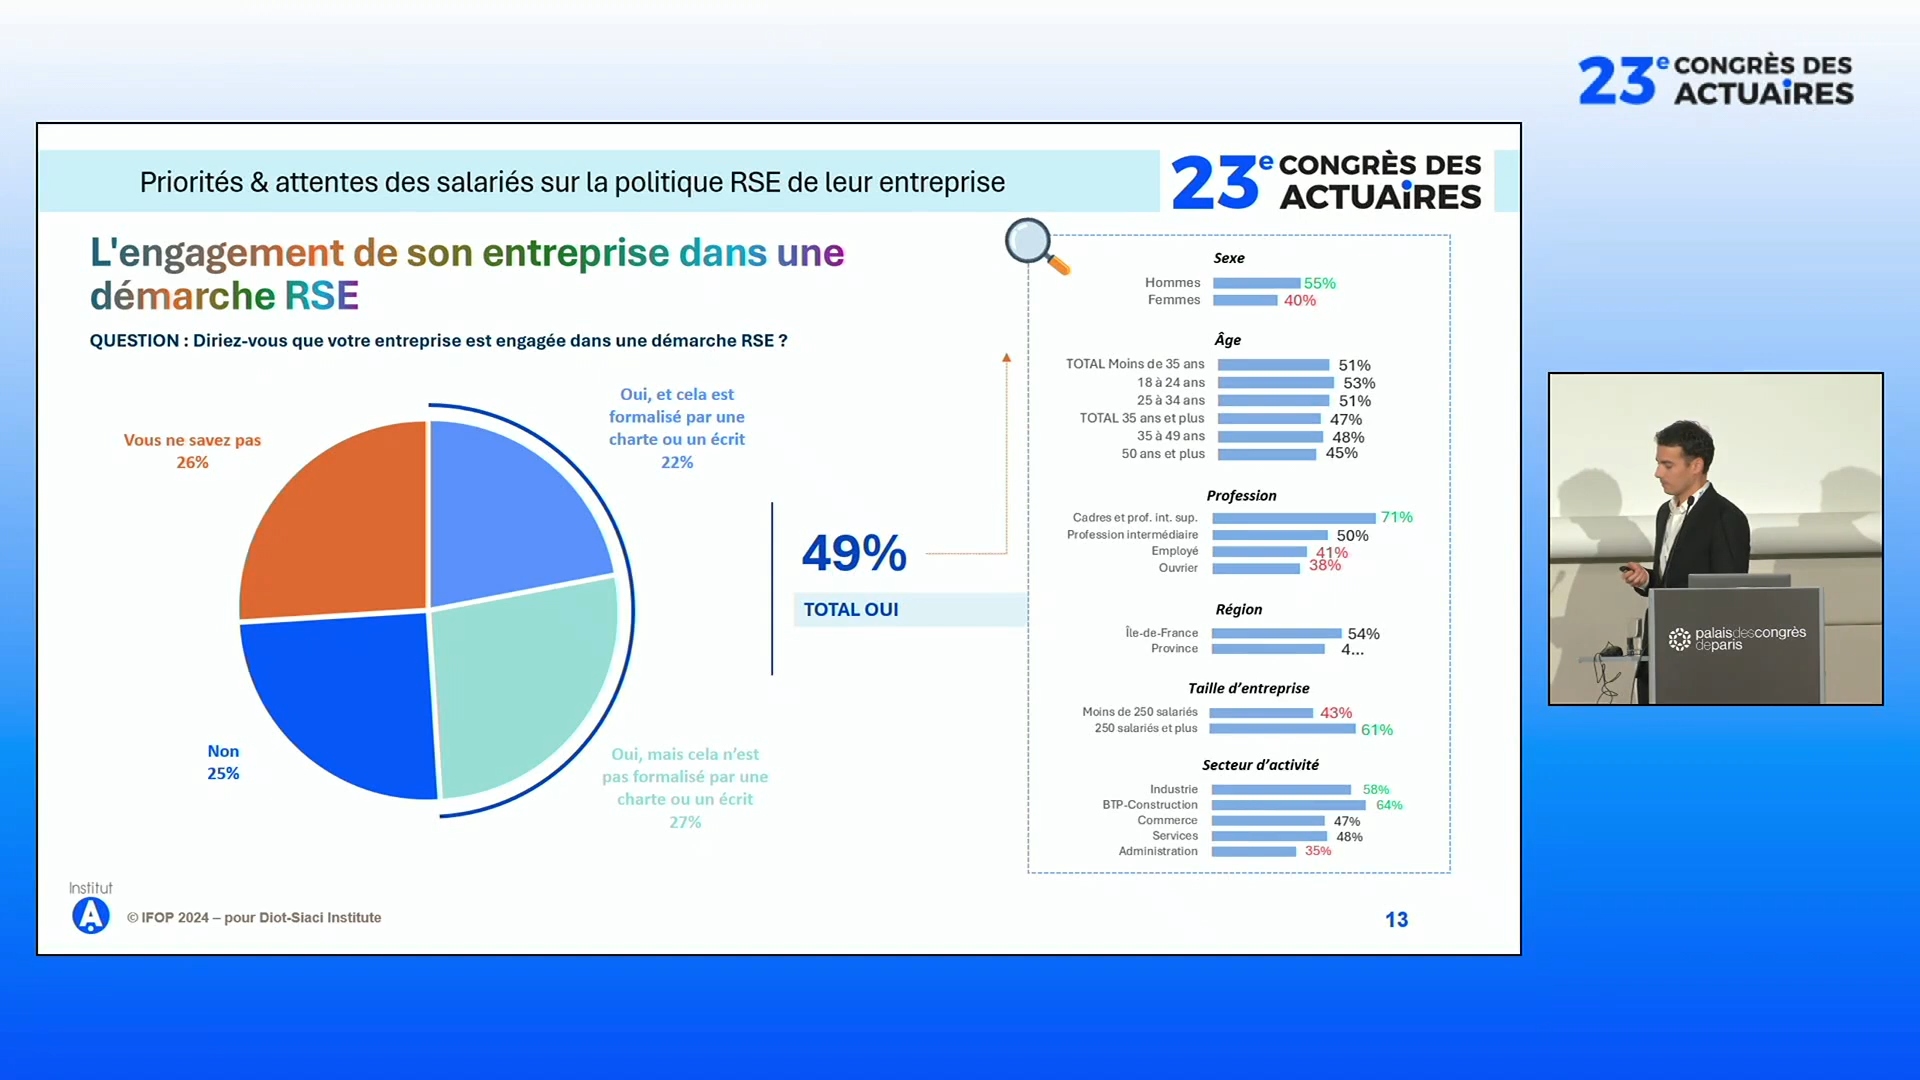 23e CONGRÈS DES
ACTUAiRES
Priorités & attentes des salariés sur la politique RSE de leur entreprise
23e CONGRÈS DES
ACTUAiRES
L'engagement de son entreprise dans une
démarche RSE
QUESTION : Diriez-vous que votre entreprise est engagée dans une démarche RSE ?
Vous ne savez pas
26%
Oui, et cela est
formalisé par une
charte ou un écrit
22%
Non
25%
Oui, mais cela n’est
pas formalisé par une
charte ou un écrit
27%
49%
TOTAL OUI
Sexe
Hommes 55%
Femmes 40%
Âge
TOTAL Moins de 35 ans 51%
18 à 24 ans 53%
25 à 34 ans 51%
TOTAL 35 ans et plus 47%
35 à 49 ans 48%
50 ans et plus 45%
Profession
Cadres et prof. int. sup. 71%
Profession intermédiaire 50%
Employé 41%
Ouvrier 38%
Région
Île-de-France 54%
Province 4...
Taille d’entreprise
Moins de 250 salariés 43%
250 salariés et plus 61%
Secteur d’activité
Industrie 58%
BTP-Construction 64%
Commerce 47%
Services 48%
Administration 35%
Institut
A
© IFOP 2024 – pour Diot-Siaci Institute
13
palaisdescongrès
deparis